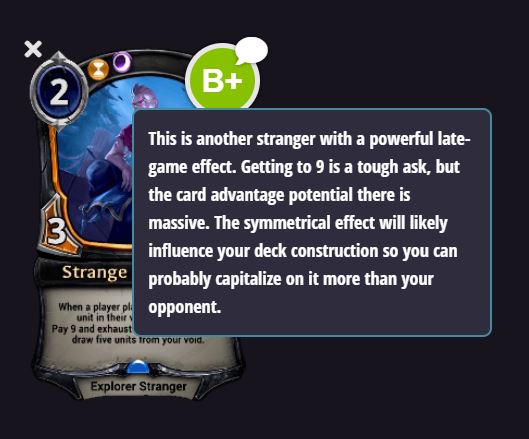 2
B+
This is another stranger with a powerful late-
game effect. Getting to 9 is a tough ask, but
the card advantage potential there is
massive. The symmetrical effect will likely
influence your deck construction so you can
probably capitalize on it more than your
opponent.
3
Strange
When a player
unit in their
Pay 9 and exhaust
draw five units from your void.
Explorer Stranger